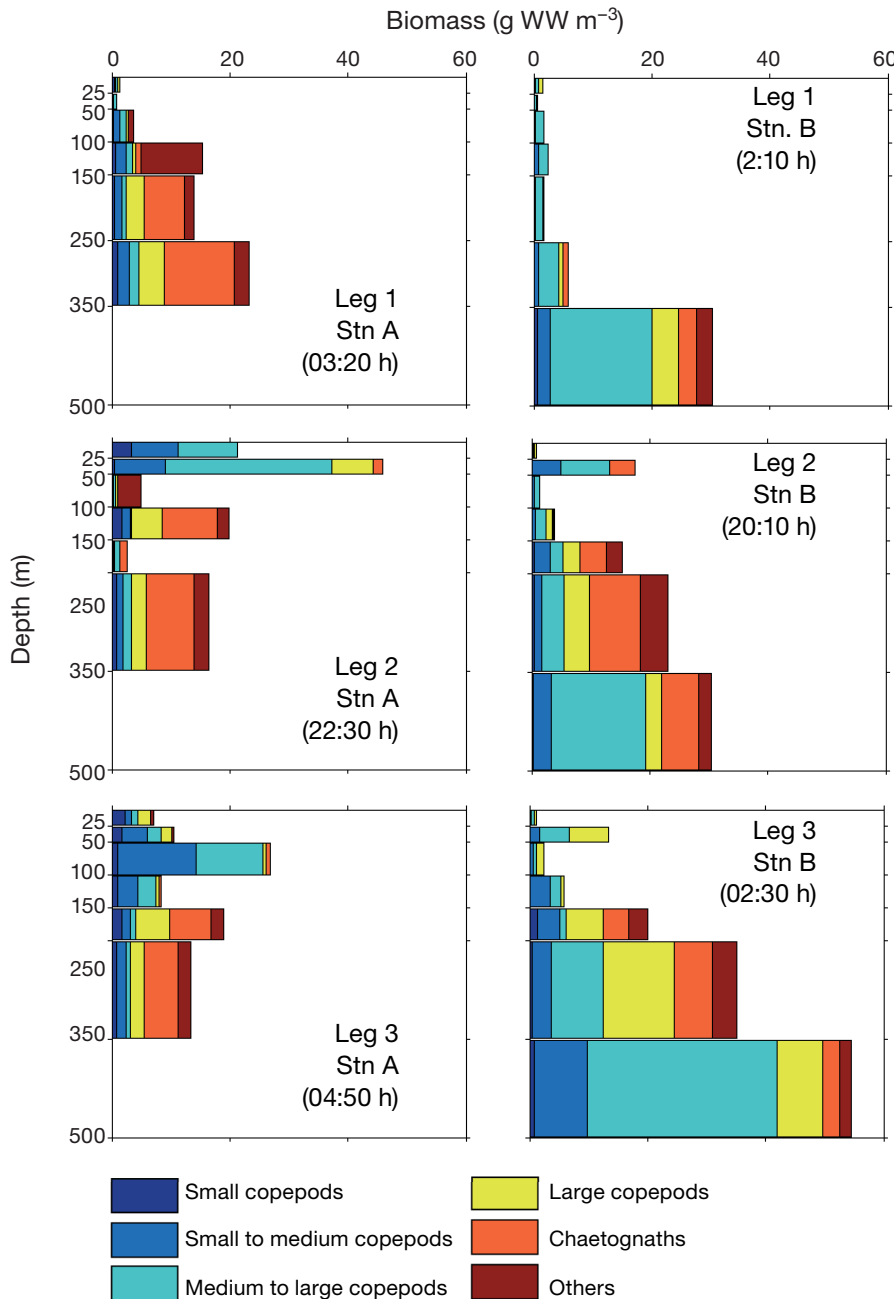 Biomass (g WW m⁻³)
0 20 40 60 0 20 40 60
25
50
100
150
250
350
500
Leg 1
Stn A
(03:20 h)
Leg 1
Stn. B
(2:10 h)
Depth (m)
25
50
100
150
250
350
500
Leg 2
Stn A
(22:30 h)
Leg 2
Stn B
(20:10 h)
25
50
100
150
250
350
500
Leg 3
Stn A
(04:50 h)
Leg 3
Stn B
(02:30 h)
Small copepods
Small to medium copepods
Medium to large copepods
Large copepods
Chaetognaths
Others